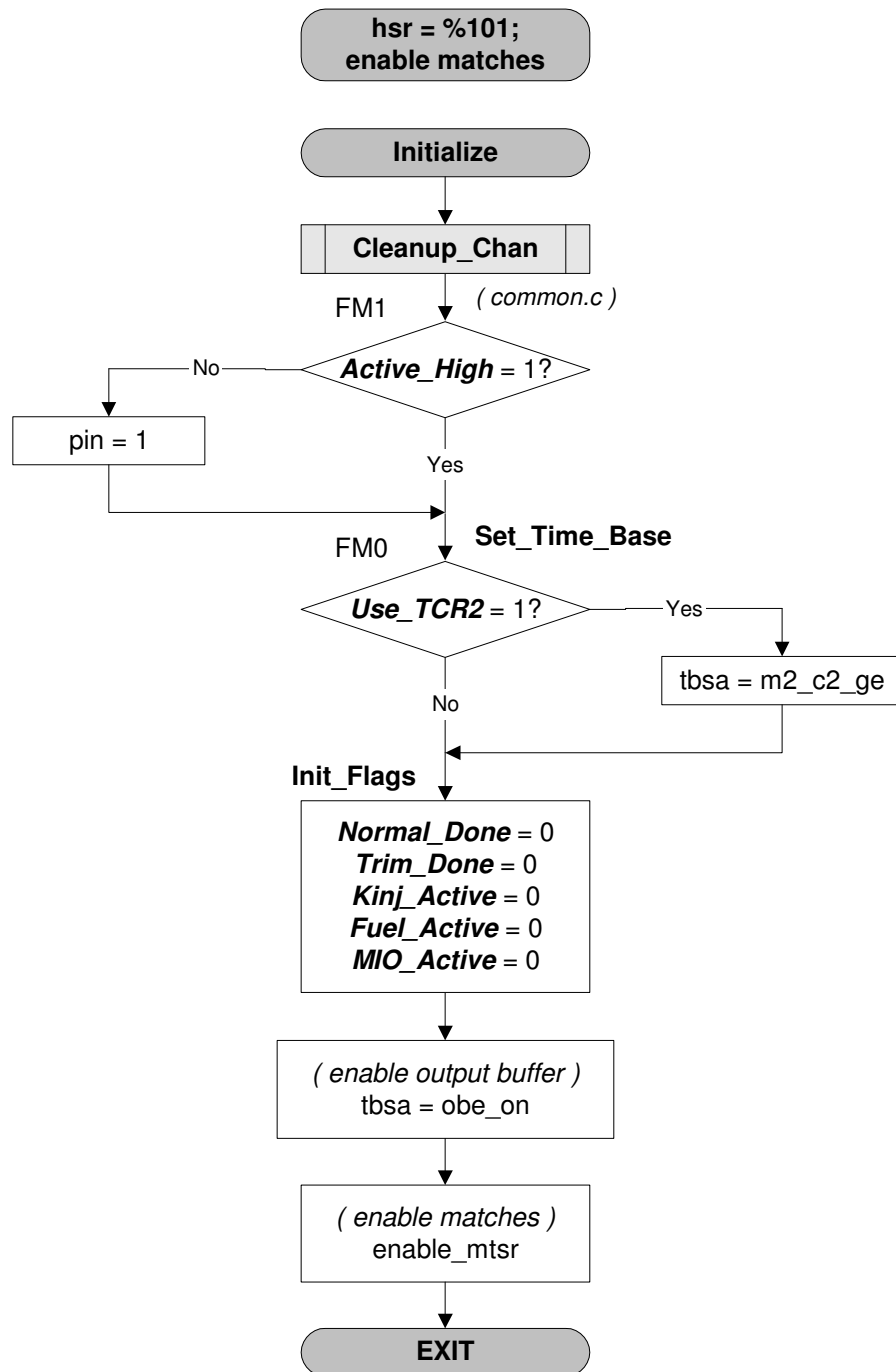 hsr = %101;
enable matches
Initialize
Cleanup_Chan
( common.c )
FM1
Active_High = 1?
No
pin = 1
Yes
Set_Time_Base
FM0
Use_TCR2 = 1?
Yes
tbsa = m2_c2_ge
No
Init_Flags
Normal_Done = 0
Trim_Done = 0
Kinj_Active = 0
Fuel_Active = 0
MIO_Active = 0
( enable output buffer )
tbsa = obe_on
( enable matches )
enable_mtsr
EXIT